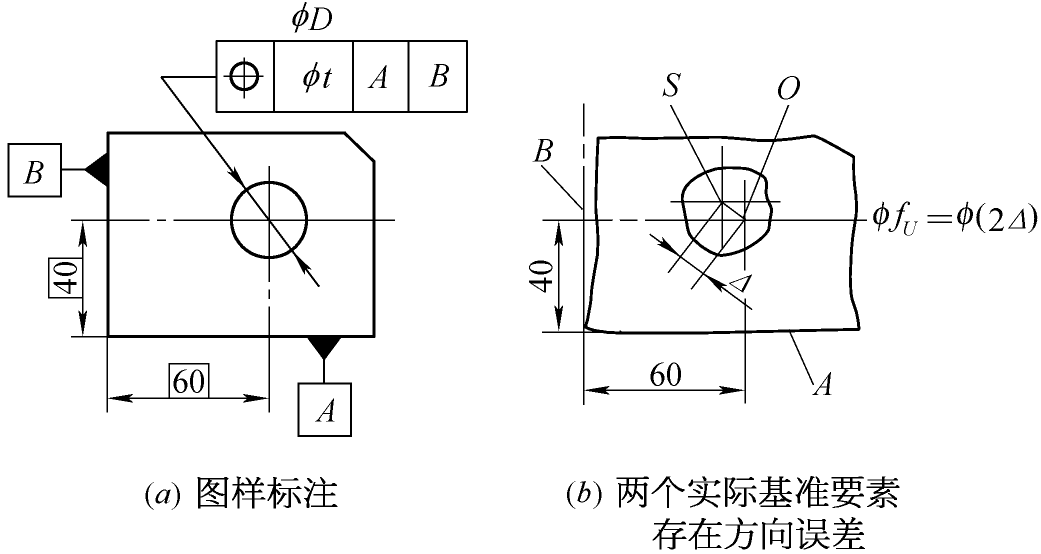 ϕD
⌖ ϕt A B
B
40
60
A
(a) 图样标注
S O
B
ϕf_U = ϕ(2Δ)
40
Δ
60
A
(b) 两个实际基准要素
存在方向误差